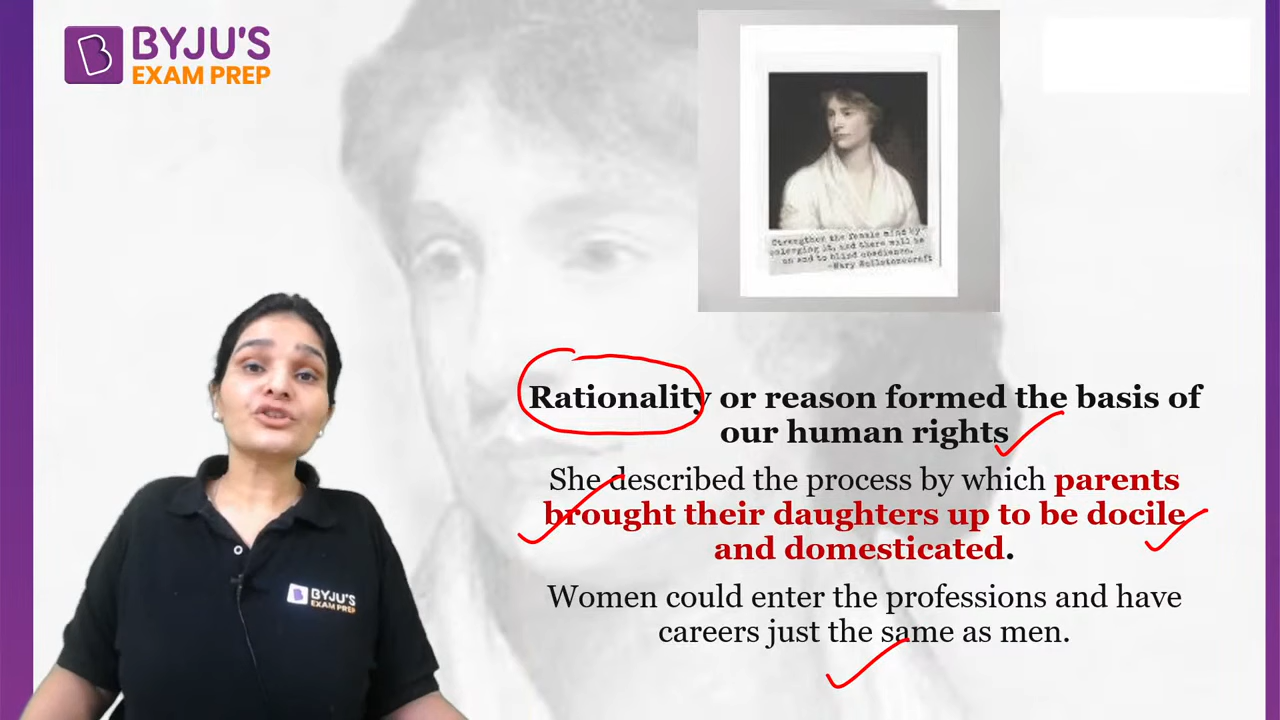 BYJU'S
EXAM PREP
Strengthen the female mind by
enlarging it, and there will be
an end to blind obedience.
-Mary Wollstonecraft
Rationality or reason formed the basis of
our human rights
She described the process by which parents
brought their daughters up to be docile
and domesticated.
Women could enter the professions and have
careers just the same as men.
BYJU'S
EXAM PREP